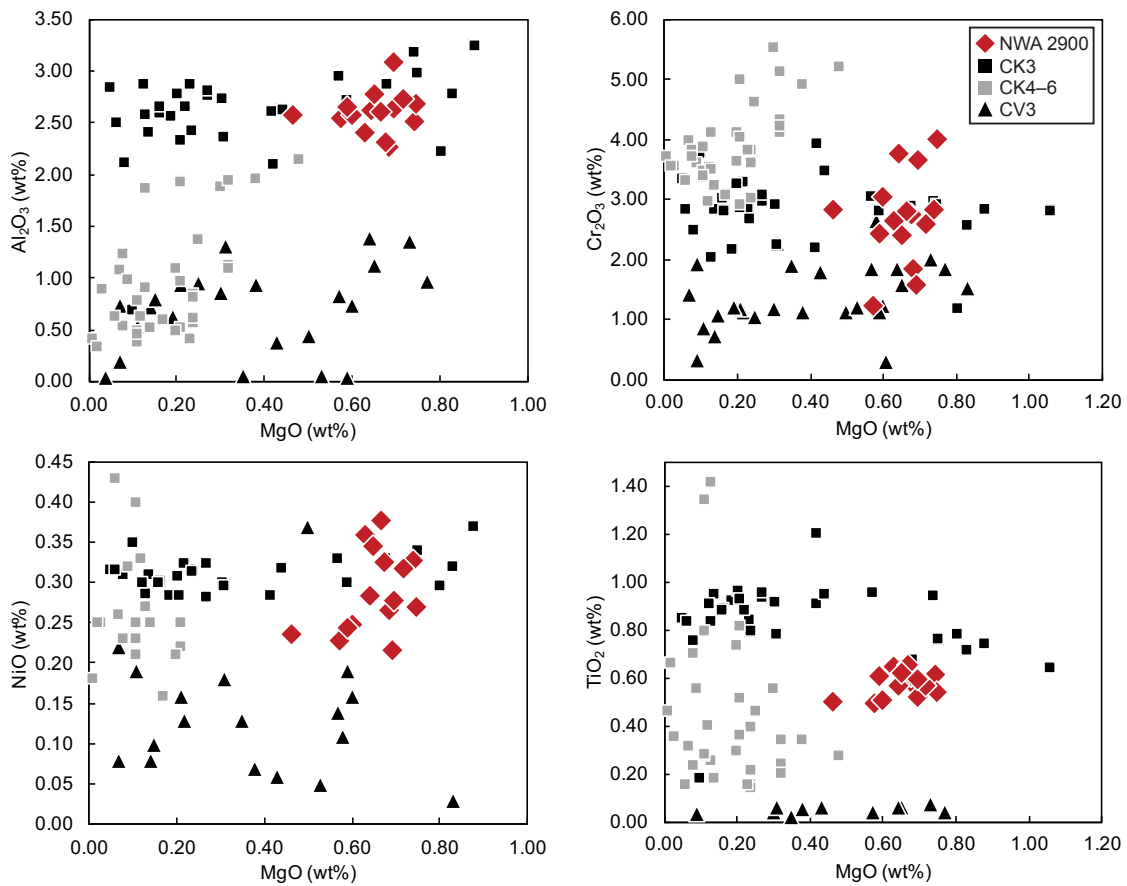 Al₂O₃ (wt%)
3.50
3.00
2.50
2.00
1.50
1.00
0.50
0.00
0.00 0.20 0.40 0.60 0.80 1.00
MgO (wt%)
Cr₂O₃ (wt%)
6.00
5.00
4.00
3.00
2.00
1.00
0.00
0.00 0.20 0.40 0.60 0.80 1.00 1.20
MgO (wt%)
NWA 2900
CK3
CK4–6
CV3
NiO (wt%)
0.45
0.40
0.35
0.30
0.25
0.20
0.15
0.10
0.05
0.00
0.00 0.20 0.40 0.60 0.80 1.00
MgO (wt%)
TiO₂ (wt%)
1.40
1.20
1.00
0.80
0.60
0.40
0.20
0.00
0.00 0.20 0.40 0.60 0.80 1.00 1.20
MgO (wt%)